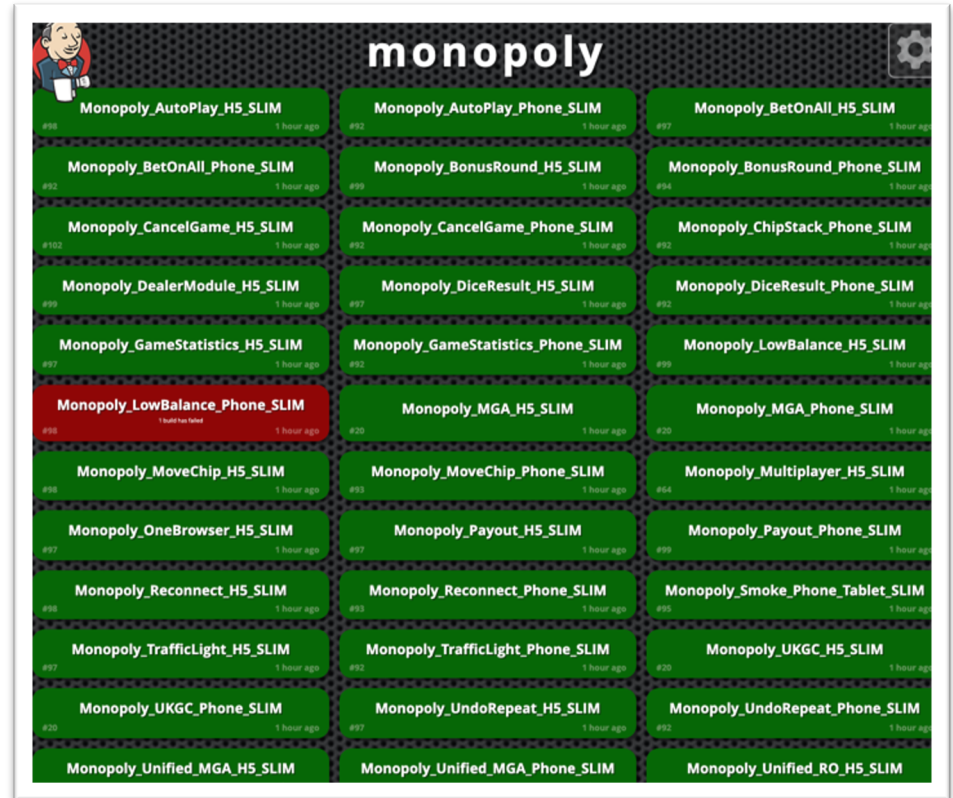 monopoly
Monopoly_AutoPlay_H5_SLIM
#98 1 hour ago
Monopoly_AutoPlay_Phone_SLIM
#92 1 hour ago
Monopoly_BetOnAll_H5_SLIM
#97 1 hour ago
Monopoly_BetOnAll_Phone_SLIM
#92 1 hour ago
Monopoly_BonusRound_H5_SLIM
#99 1 hour ago
Monopoly_BonusRound_Phone_SLIM
#94 1 hour ago
Monopoly_CancelGame_H5_SLIM
#102 1 hour ago
Monopoly_CancelGame_Phone_SLIM
#92 1 hour ago
Monopoly_ChipStack_Phone_SLIM
#92 1 hour ago
Monopoly_DealerModule_H5_SLIM
#99 1 hour ago
Monopoly_DiceResult_H5_SLIM
#97 1 hour ago
Monopoly_DiceResult_Phone_SLIM
#92 1 hour ago
Monopoly_GameStatistics_H5_SLIM
#97 1 hour ago
Monopoly_GameStatistics_Phone_SLIM
#92 1 hour ago
Monopoly_LowBalance_H5_SLIM
#99 1 hour ago
Monopoly_LowBalance_Phone_SLIM
1 build has failed
#98 1 hour ago
Monopoly_MGA_H5_SLIM
#20 1 hour ago
Monopoly_MGA_Phone_SLIM
#20 1 hour ago
Monopoly_MoveChip_H5_SLIM
#98 1 hour ago
Monopoly_MoveChip_Phone_SLIM
#93 1 hour ago
Monopoly_Multiplayer_H5_SLIM
#64 1 hour ago
Monopoly_OneBrowser_H5_SLIM
#97 1 hour ago
Monopoly_Payout_H5_SLIM
#97 1 hour ago
Monopoly_Payout_Phone_SLIM
#99 1 hour ago
Monopoly_Reconnect_H5_SLIM
#98 1 hour ago
Monopoly_Reconnect_Phone_SLIM
#93 1 hour ago
Monopoly_Smoke_Phone_Tablet_SLIM
#95 1 hour ago
Monopoly_TrafficLight_H5_SLIM
#97 1 hour ago
Monopoly_TrafficLight_Phone_SLIM
#92 1 hour ago
Monopoly_UKGC_H5_SLIM
#20 1 hour ago
Monopoly_UKGC_Phone_SLIM
#20 1 hour ago
Monopoly_UndoRepeat_H5_SLIM
#97 1 hour ago
Monopoly_UndoRepeat_Phone_SLIM
#92 1 hour ago
Monopoly_Unified_MGA_H5_SLIM
Monopoly_Unified_MGA_Phone_SLIM
Monopoly_Unified_RO_H5_SLIM